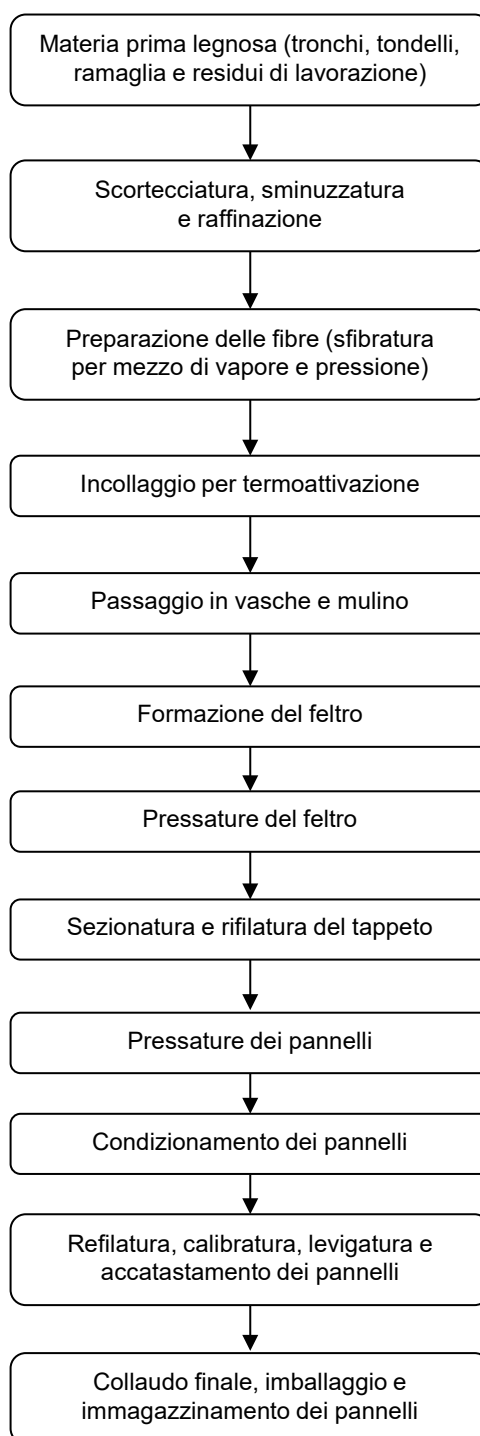 Materia prima legnosa (tronchi, tondelli,
ramaglia e residui di lavorazione)
Scortecciatura, sminuzzatura
e raffinazione
Preparazione delle fibre (sfibratura
per mezzo di vapore e pressione)
Incollaggio per termoattivazione
Passaggio in vasche e mulino
Formazione del feltro
Pressature del feltro
Sezionatura e rifilatura del tappeto
Pressature dei pannelli
Condizionamento dei pannelli
Refilatura, calibratura, levigatura e
accatastamento dei pannelli
Collaudo finale, imballaggio e
immagazzinamento dei pannelli